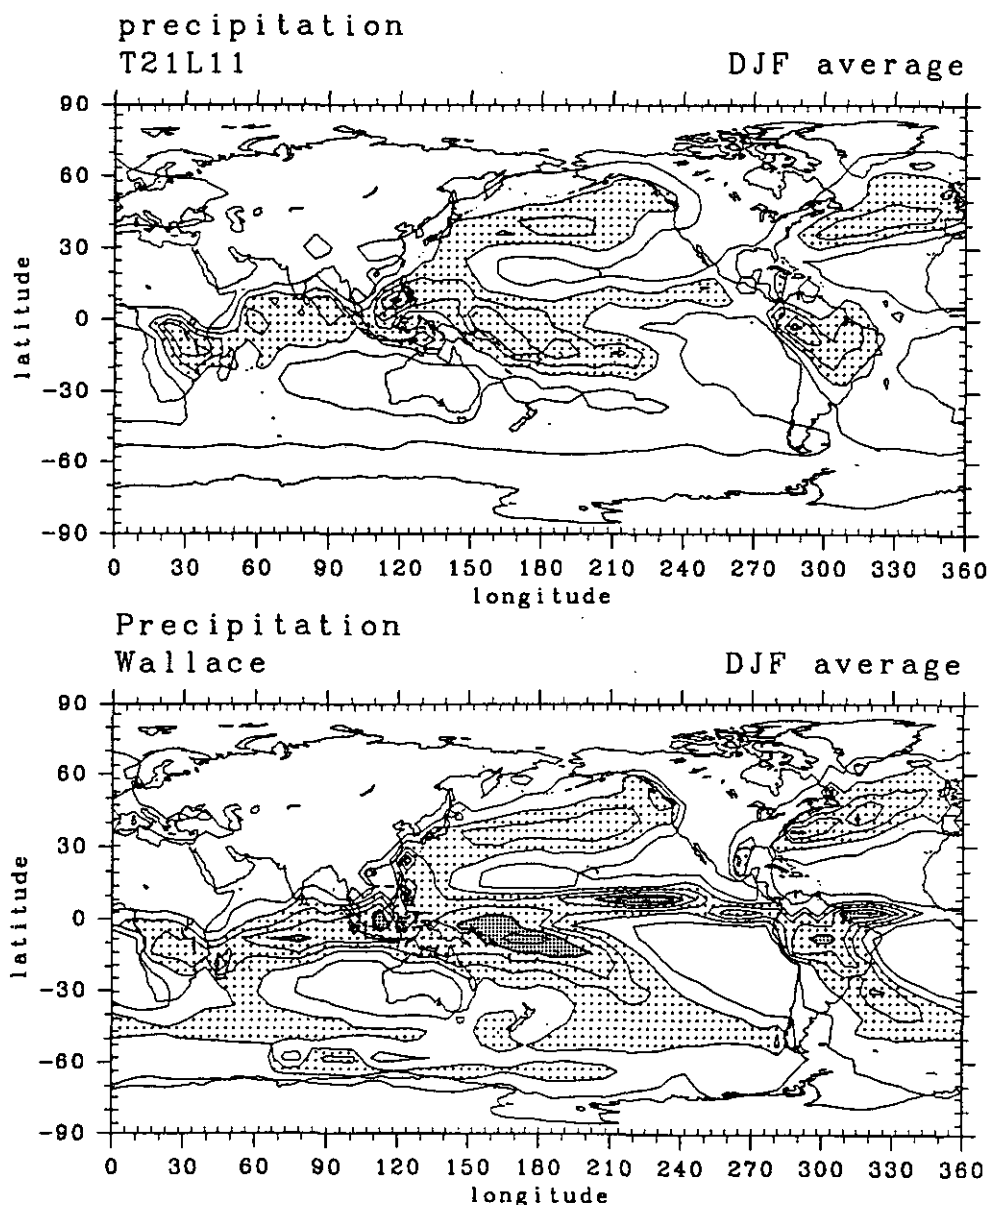 precipitation
T21L11 DJF average
90
60
30
0
-30
-60
-90
latitude
0 30 60 90 120 150 180 210 240 270 300 330 360
longitude
Precipitation
Wallace DJF average
90
60
30
0
-30
-60
-90
latitude
0 30 60 90 120 150 180 210 240 270 300 330 360
longitude